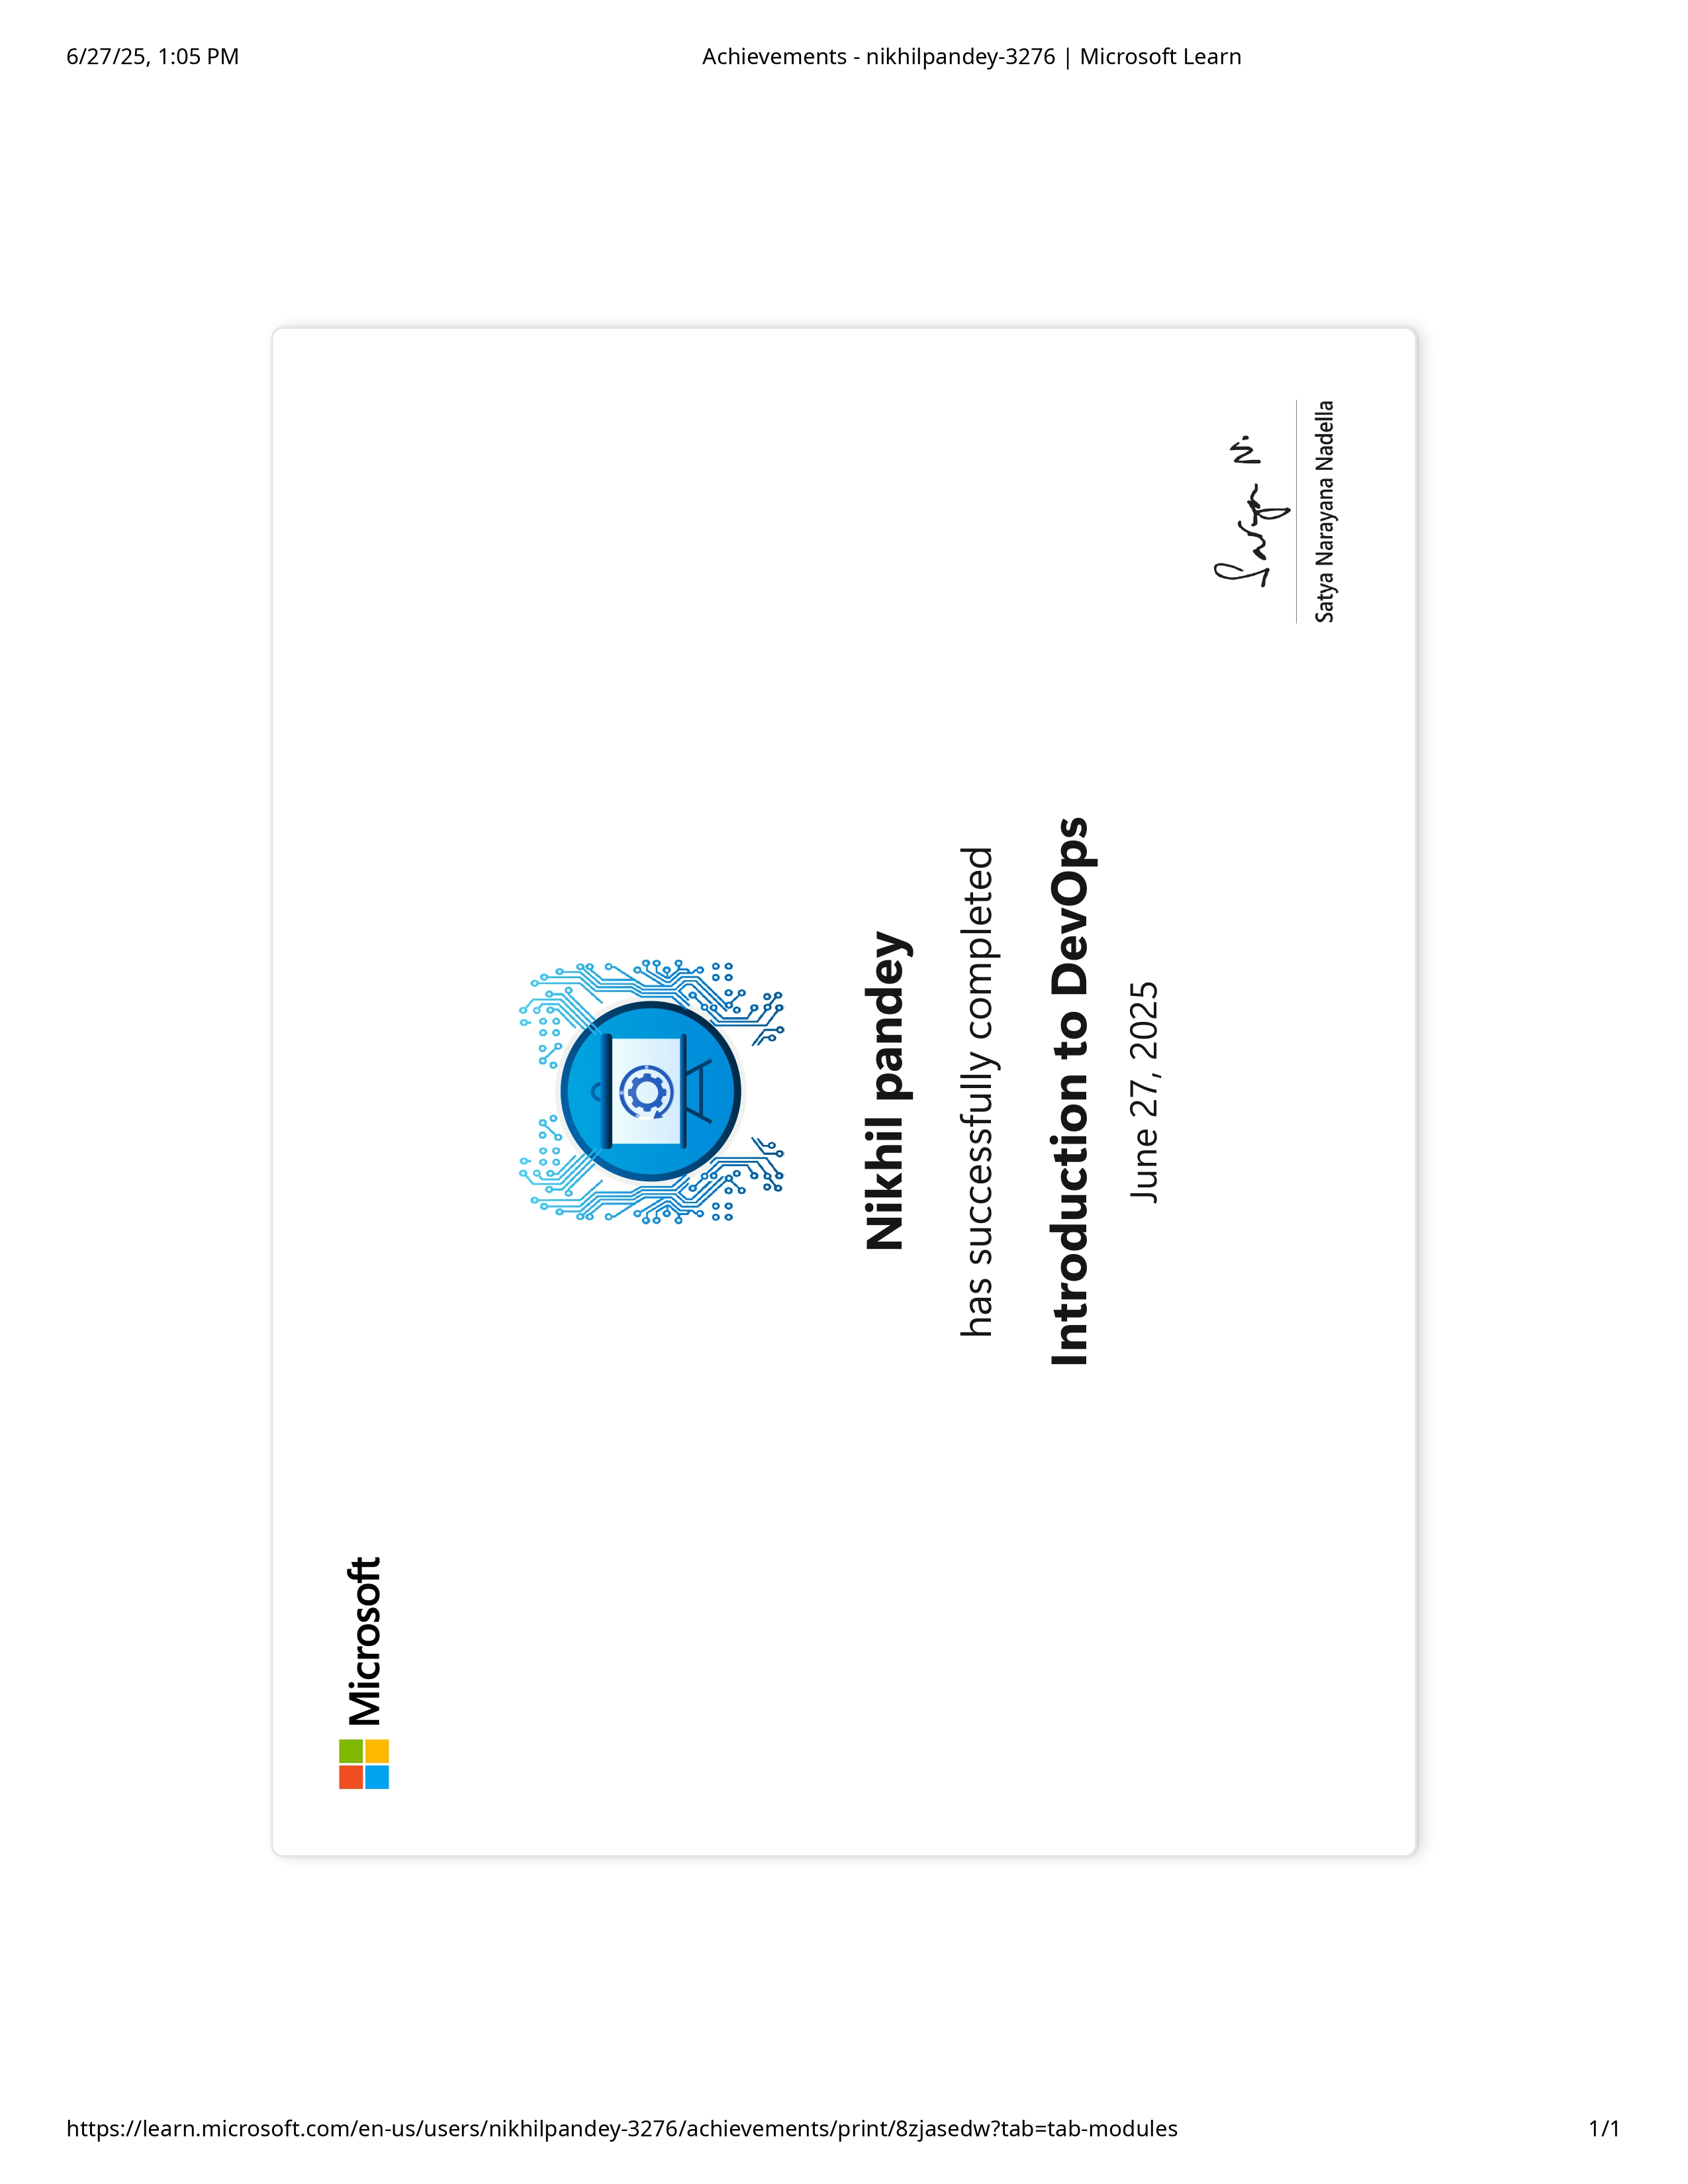 6/27/25, 1:05 PM
Achievements - nikhilpandey-3276 | Microsoft Learn
Microsoft
Nikhil pandey
has successfully completed
Introduction to DevOps
June 27, 2025
Satya N.
Satya Narayana Nadella
https://learn.microsoft.com/en-us/users/nikhilpandey-3276/achievements/print/8zjasedw?tab=tab-modules
1/1